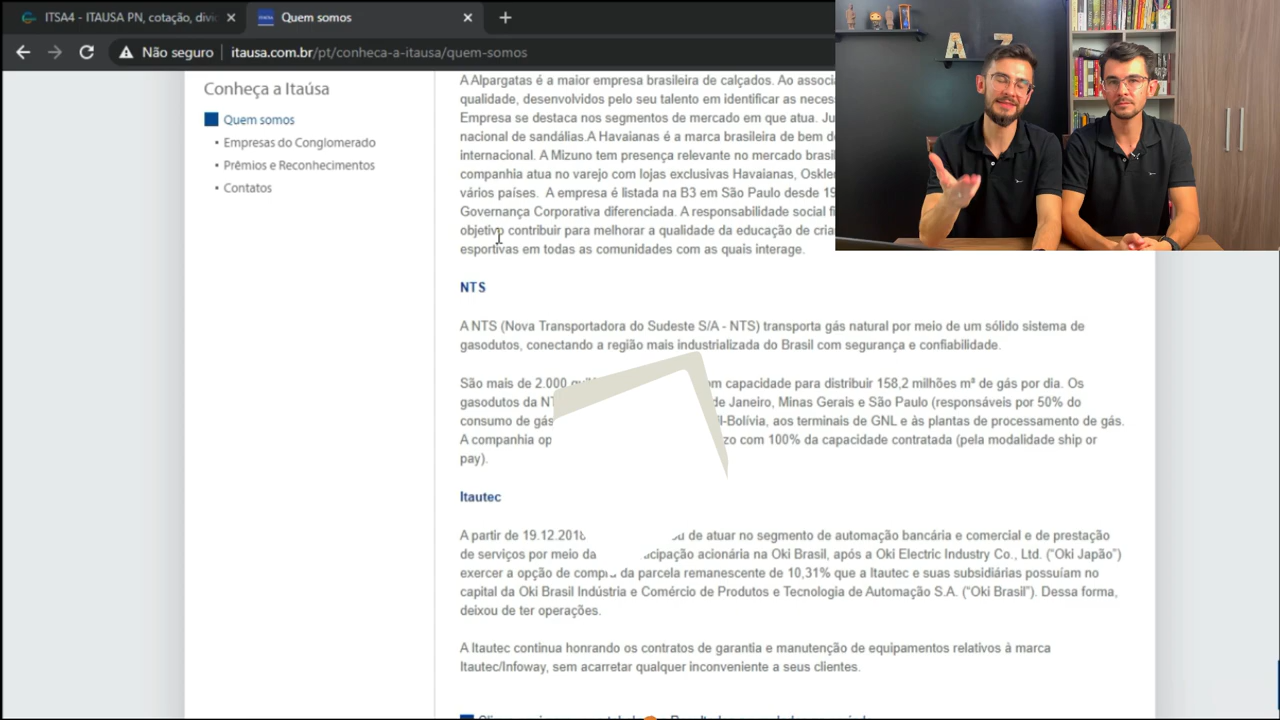 ITSA4 - ITAUSA PN, cotação, divid
Quem somos
Não seguro
itausa.com.br/pt/conheca-a-itausa/quem-somos
A Z
Conheça a Itaúsa
Quem somos
• Empresas do Conglomerado
• Prêmios e Reconhecimentos
• Contatos
A Alpargatas é a maior empresa brasileira de calçados. Ao
qualidade, desenvolvidos pelo seu talento em identificar as
Empresa se destaca nos segmentos de mercado em que atua.
nacional de sandálias.A Havaianas é a marca brasileira de bem de
internacional. A Mizuno tem presença relevante no mercado
companhia atua no varejo com lojas exclusivas Havaianas,
vários países. A empresa é listada na B3 em São Paulo desde
Governança Corporativa diferenciada. A responsabilidade social
objetivo contribuir para melhorar a qualidade da educação de
esportivas em todas as comunidades com as quais interage.
NTS
A NTS (Nova Transportadora do Sudeste S/A - NTS) transporta gás natural por meio de um sólido sistema de
gasodutos, conectando a região mais industrializada do Brasil com segurança e confiabilidade.
São mais de 2.000 com capacidade para distribuir 158,2 milhões m³ de gás por dia. Os
gasodutos da de Janeiro, Minas Gerais e São Paulo (responsáveis por 50% do
consumo de gás il-Bolívia, aos terminais de GNL e às plantas de processamento de gás.
A companhia op zo com 100% da capacidade contratada (pela modalidade ship or
pay).
Itautec
A partir de 19.12.2018 de atuar no segmento de automação bancária e comercial e de prestação
de serviços por meio da icipação acionária na Oki Brasil, após a Oki Electric Industry Co., Ltd. (“Oki Japão”)
exercer a opção de compra da parcela remanescente de 10,31% que a Itautec e suas subsidiárias possuíam no
capital da Oki Brasil Indústria e Comércio de Produtos e Tecnologia de Automação S.A. (“Oki Brasil”). Dessa forma,
deixou de ter operações.
A Itautec continua honrando os contratos de garantia e manutenção de equipamentos relativos à marca
Itautec/Infoway, sem acarretar qualquer inconveniente a seus clientes.